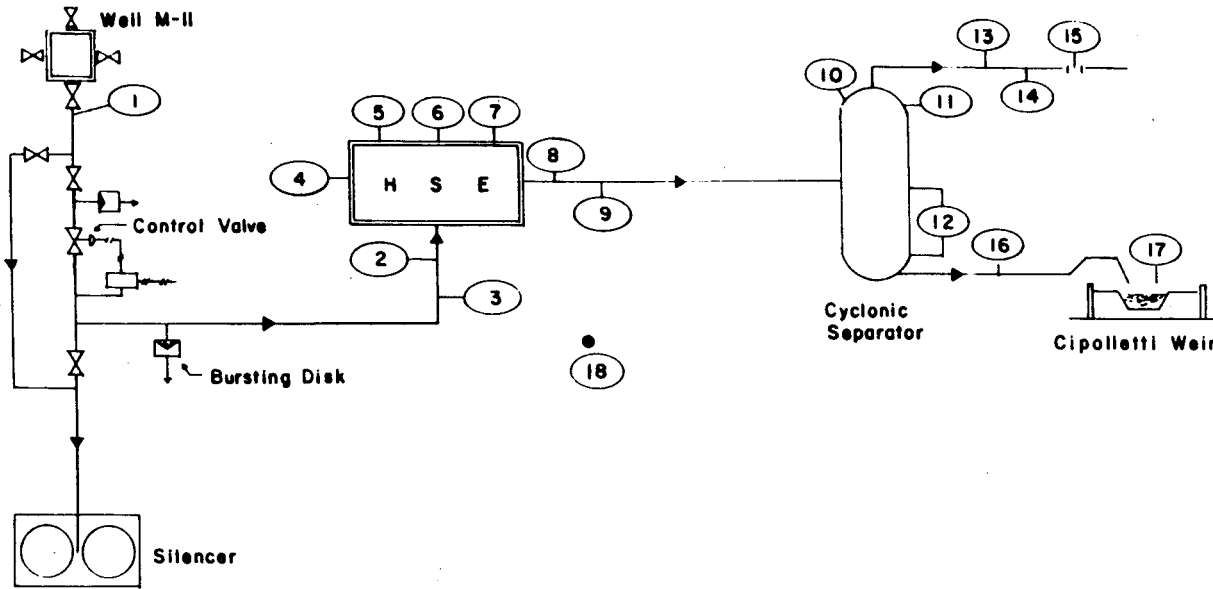 Well M-11
1
13
15
10
11
14
5
6
7
4
H S E
8
9
12
Control Valve
2
3
16
17
Cyclonic
Separator
Cipolletti Weir
18
Bursting Disk
Silencer